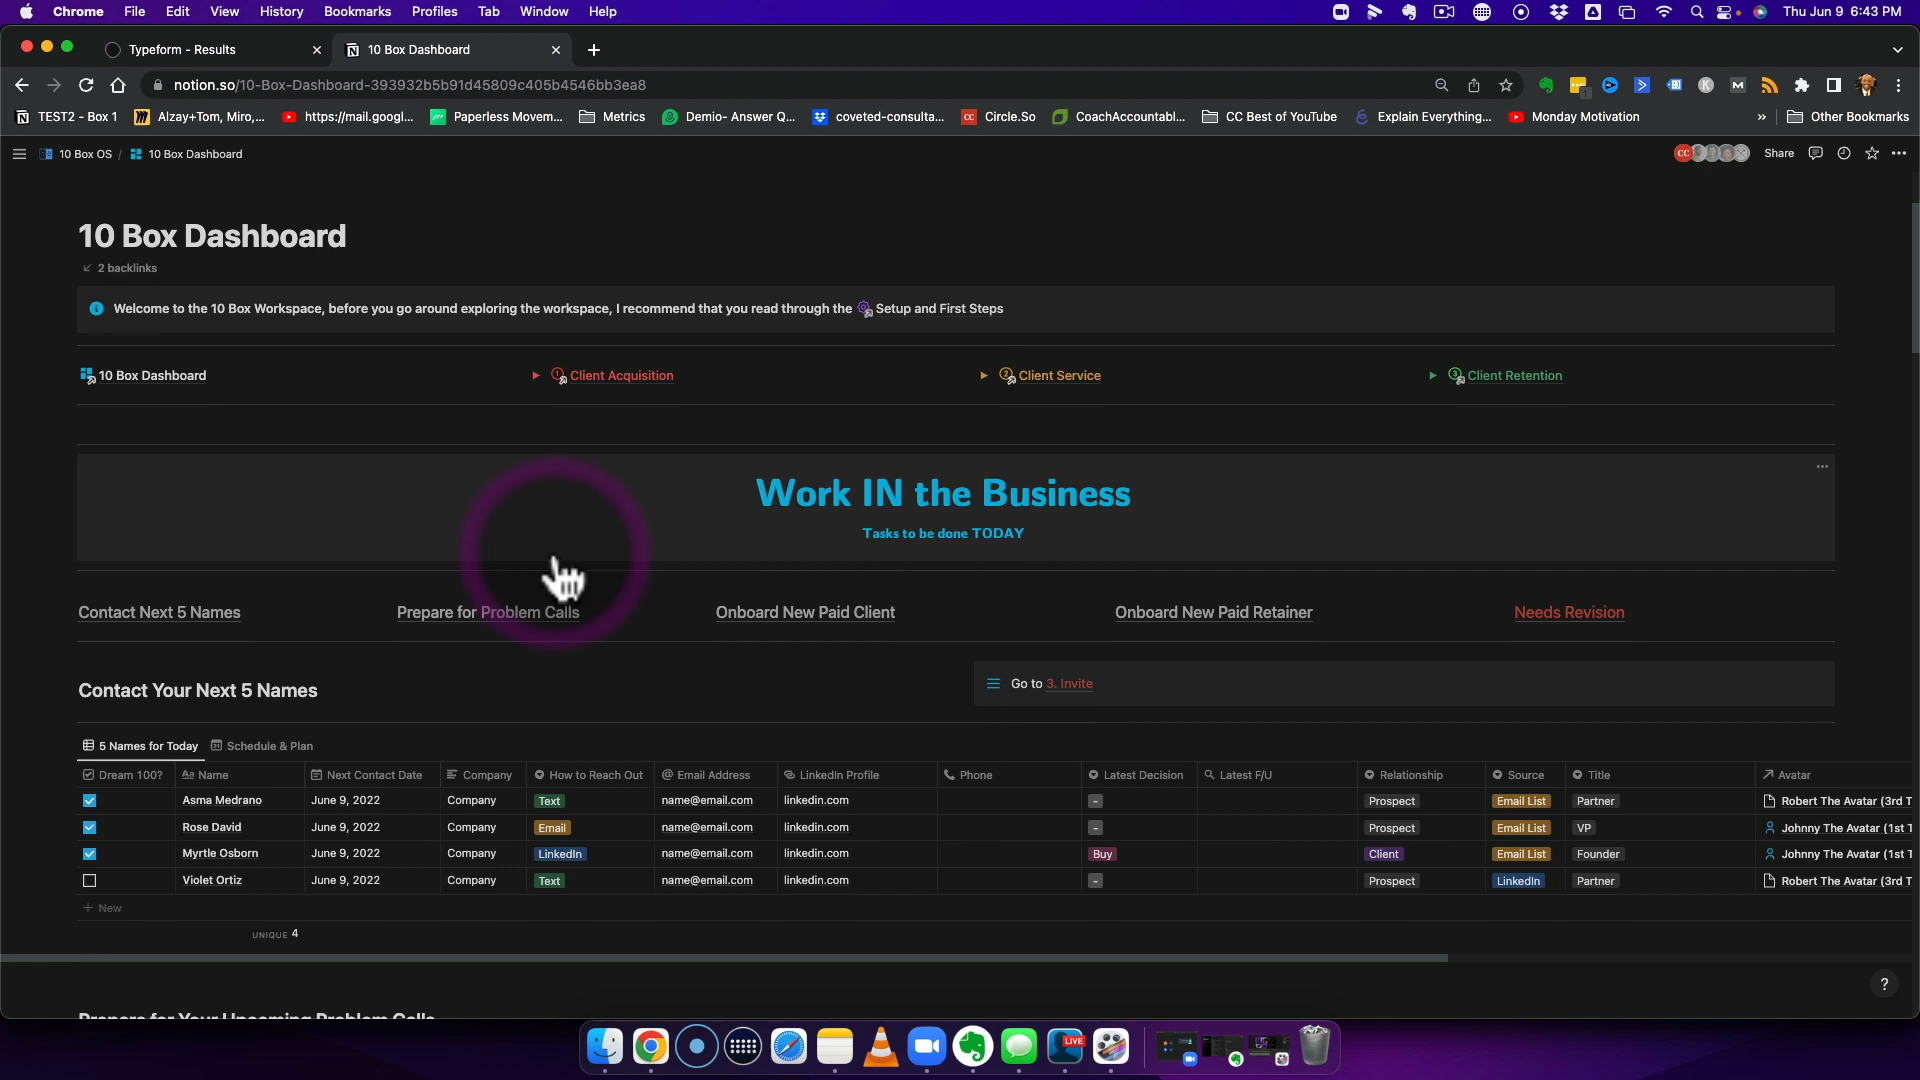 Chrome File Edit View History Bookmarks Profiles Tab Window Help Thu Jun 9 6:43 PM
Typeform - Results 10 Box Dashboard
notion.so/10-Box-Dashboard-393932b5b91d45809c405b4546bb3ea8
TEST2 - Box 1 Alzay+Tom, Miro,... https://mail.googl... Paperless Movem... Metrics Demio- Answer Q... coveted-consulta... CC Circle.So CoachAccountabl... CC Best of YouTube Explain Everything... Monday Motivation » Other Bookmarks
10 Box OS / 10 Box Dashboard CC Share
10 Box Dashboard
2 backlinks
Welcome to the 10 Box Workspace, before you go around exploring the workspace, I recommend that you read through the Setup and First Steps
10 Box Dashboard 1 Client Acquisition 2 Client Service 3 Client Retention
Work IN the Business
Tasks to be done TODAY
Contact Next 5 Names Prepare for Problem Calls Onboard New Paid Client Onboard New Paid Retainer Needs Revision
Contact Your Next 5 Names
Go to 3. Invite
5 Names for Today Schedule & Plan
Dream 100? Aa Name Next Contact Date Company How to Reach Out @ Email Address LinkedIn Profile Phone Latest Decision Latest F/U Relationship Source Title Avatar
Asma Medrano June 9, 2022 Company Text name@email.com linkedin.com - Prospect Email List Partner Robert The Avatar (3rd T
Rose David June 9, 2022 Company Email name@email.com linkedin.com - Prospect Email List VP Johnny The Avatar (1st T
Myrtle Osborn June 9, 2022 Company LinkedIn name@email.com linkedin.com Buy Client Email List Founder Johnny The Avatar (1st T
Violet Ortiz June 9, 2022 Company Text name@email.com linkedin.com - Prospect LinkedIn Partner Robert The Avatar (3rd T
+ New
UNIQUE 4
?
Prepare for Your Upcoming Problem Calls
LIVE